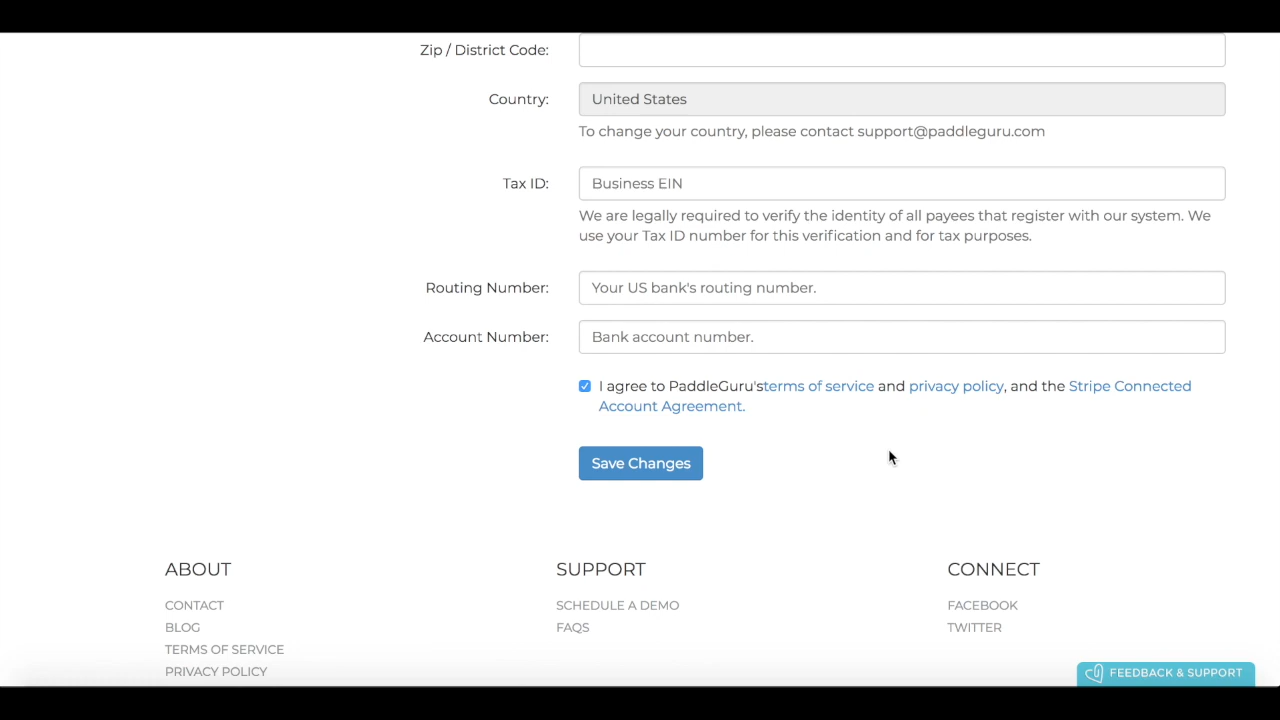 Zip / District Code:
Country: United States
To change your country, please contact support@paddleguru.com
Tax ID: Business EIN
We are legally required to verify the identity of all payees that register with our system. We
use your Tax ID number for this verification and for tax purposes.
Routing Number: Your US bank's routing number.
Account Number: Bank account number.
I agree to PaddleGuru'sterms of service and privacy policy, and the Stripe Connected
Account Agreement.
Save Changes
ABOUT
CONTACT
BLOG
TERMS OF SERVICE
PRIVACY POLICY
SUPPORT
SCHEDULE A DEMO
FAQS
CONNECT
FACEBOOK
TWITTER
FEEDBACK & SUPPORT